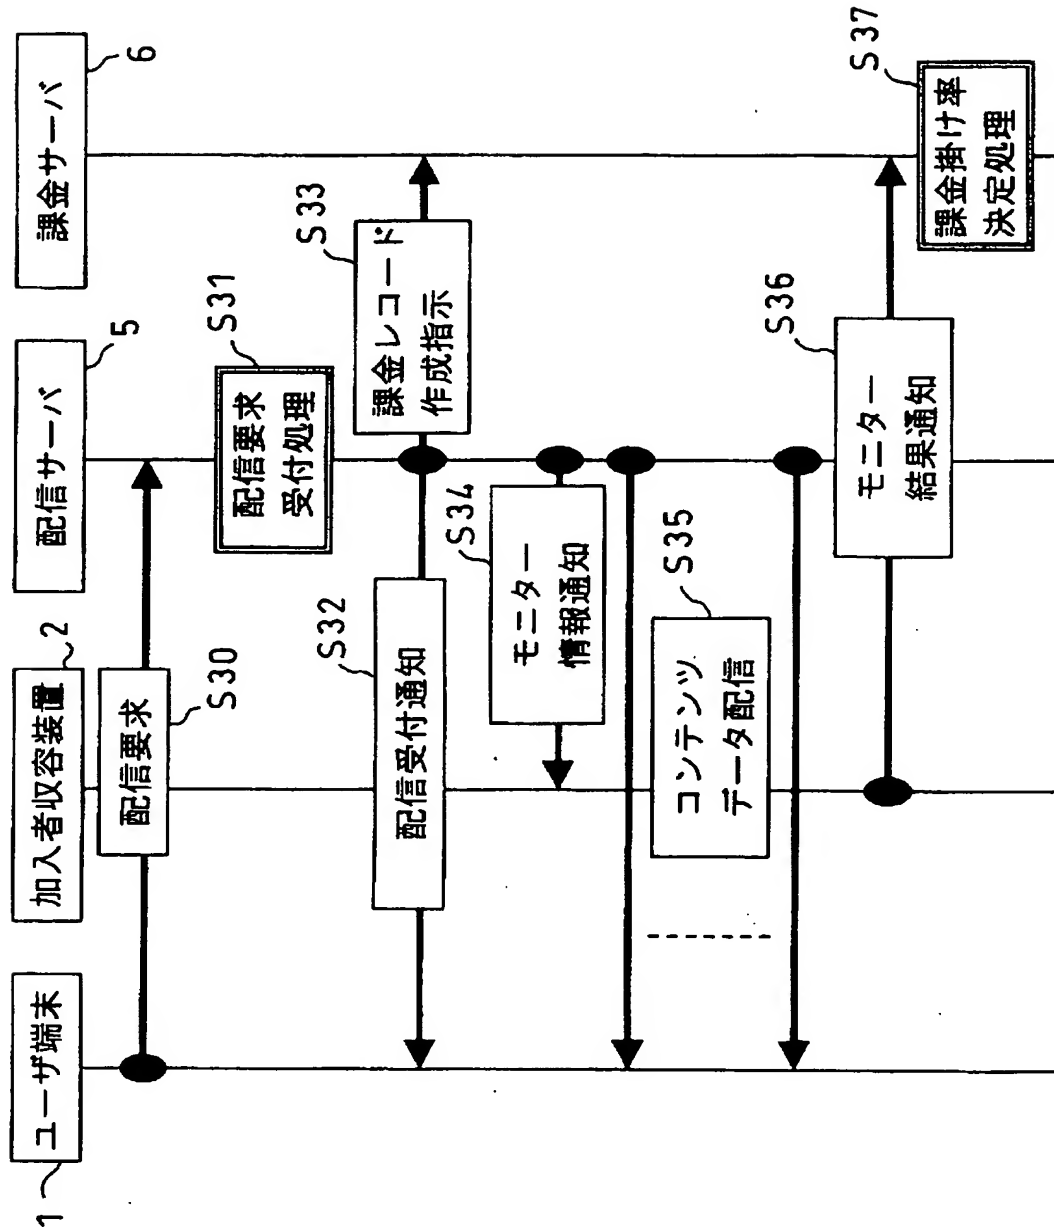 1
ユーザ端末
加入者収容装置
2
配信サーバ
5
課金サーバ
6
配信要求
S30
配信要求
受付処理
S31
配信受付通知
S32
課金レコード
作成指示
S33
モニター
情報通知
S34
コンテンツ
データ配信
S35
モニター
結果通知
S36
課金掛け率
決定処理
S37